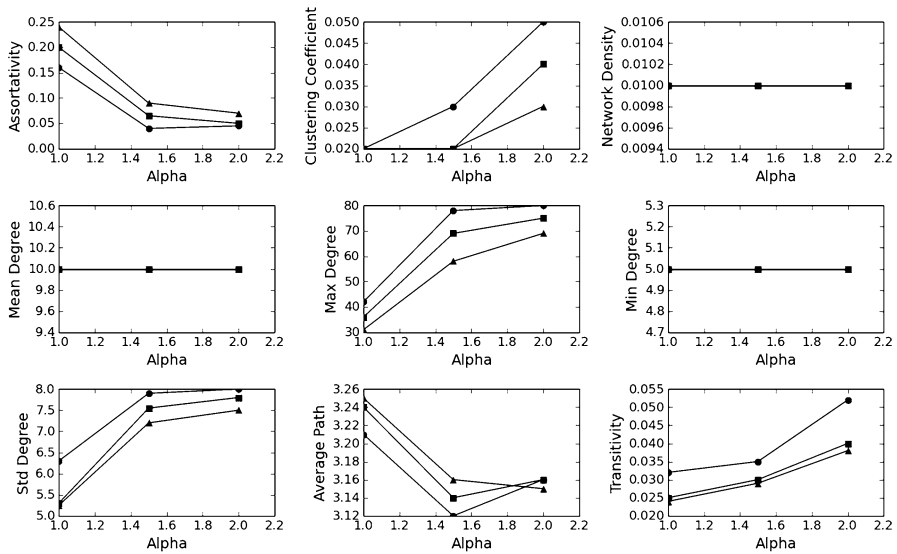 0.25
0.20
0.15
0.10
0.05
0.00
Assortativity
1.0 1.2 1.4 1.6 1.8 2.0 2.2
Alpha
0.050
0.045
0.040
0.035
0.030
0.025
0.020
Clustering Coefficient
1.0 1.2 1.4 1.6 1.8 2.0 2.2
Alpha
0.0106
0.0104
0.0102
0.0100
0.0098
0.0096
0.0094
Network Density
1.0 1.2 1.4 1.6 1.8 2.0 2.2
Alpha
10.6
10.4
10.2
10.0
9.8
9.6
9.4
Mean Degree
1.0 1.2 1.4 1.6 1.8 2.0 2.2
Alpha
80
70
60
50
40
30
Max Degree
1.0 1.2 1.4 1.6 1.8 2.0 2.2
Alpha
5.3
5.2
5.1
5.0
4.9
4.8
4.7
Min Degree
1.0 1.2 1.4 1.6 1.8 2.0 2.2
Alpha
8.0
7.5
7.0
6.5
6.0
5.5
5.0
Std Degree
1.0 1.2 1.4 1.6 1.8 2.0 2.2
Alpha
3.26
3.24
3.22
3.20
3.18
3.16
3.14
3.12
Average Path
1.0 1.2 1.4 1.6 1.8 2.0 2.2
Alpha
0.055
0.050
0.045
0.040
0.035
0.030
0.025
0.020
Transitivity
1.0 1.2 1.4 1.6 1.8 2.0 2.2
Alpha